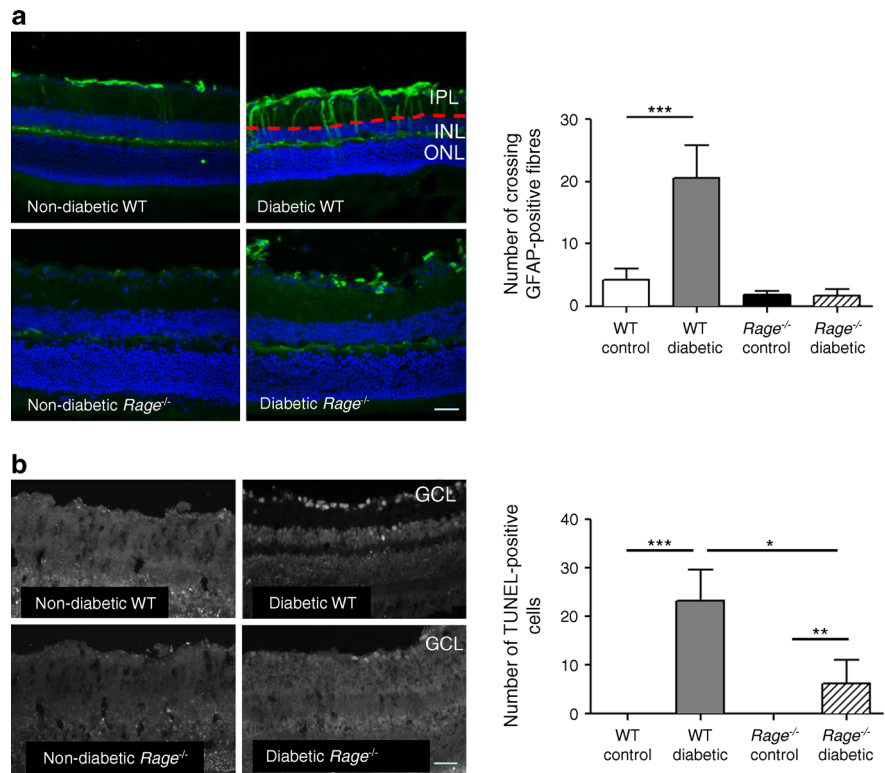 a
IPL
INL
ONL
Non-diabetic WT
Diabetic WT
Non-diabetic Rage-/-
Diabetic Rage-/-
Number of crossing
GFAP-positive fibres
30
20
10
0
***
WT
control
WT
diabetic
Rage-/-
control
Rage-/-
diabetic
b
GCL
Non-diabetic WT
Diabetic WT
GCL
Non-diabetic Rage-/-
Diabetic Rage-/-
Number of TUNEL-positive
cells
40
30
20
10
0
***
*
**
WT
control
WT
diabetic
Rage-/-
control
Rage-/-
diabetic